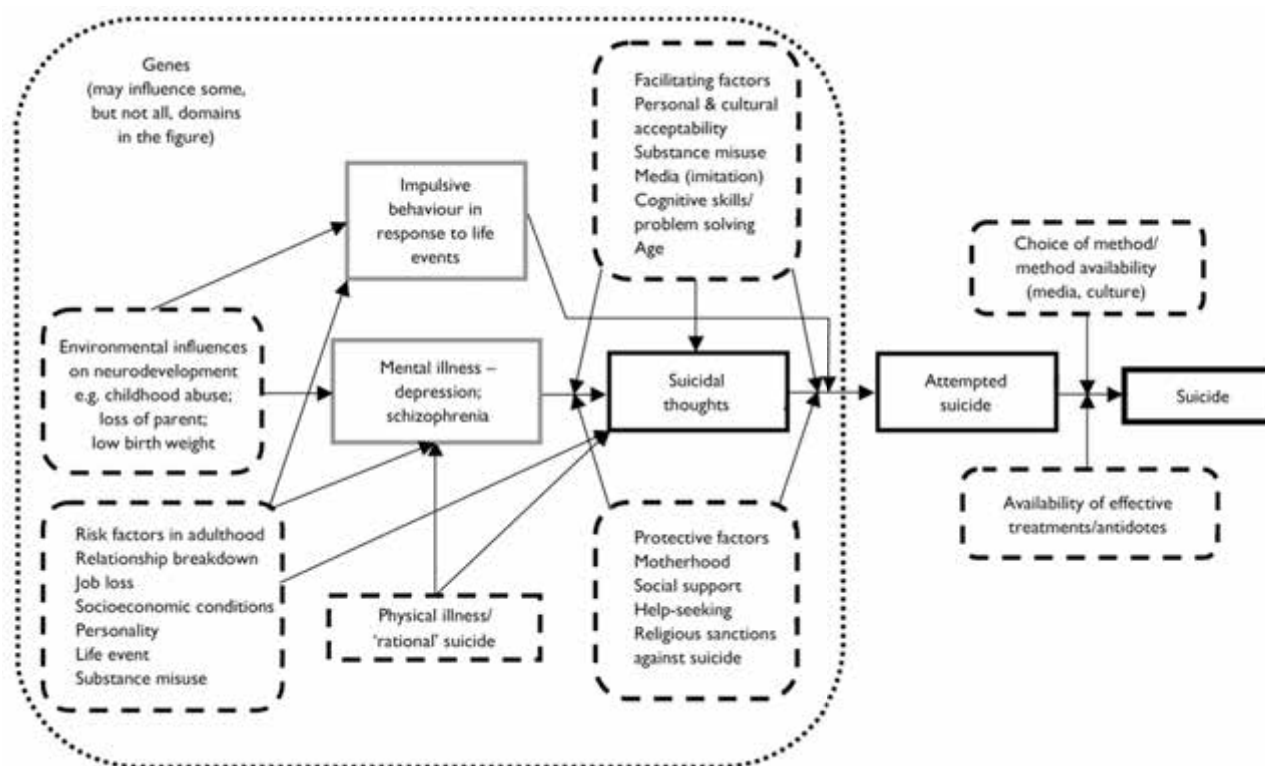 Genes
(may influence some,
but not all, domains
in the figure)
Facilitating factors
Personal & cultural
acceptability
Substance misuse
Media (imitation)
Cognitive skills/
problem solving
Age
Impulsive
behaviour in
response to life
events
Choice of method/
method availability
(media, culture)
Environmental influences
on neurodevelopment
e.g. childhood abuse;
loss of parent;
low birth weight
Mental illness –
depression;
schizophrenia
Suicidal
thoughts
Attempted
suicide
Suicide
Risk factors in adulthood
Relationship breakdown
Job loss
Socioeconomic conditions
Personality
Life event
Substance misuse
Physical illness/
‘rational’ suicide
Protective factors
Motherhood
Social support
Help-seeking
Religious sanctions
against suicide
Availability of effective
treatments/antidotes